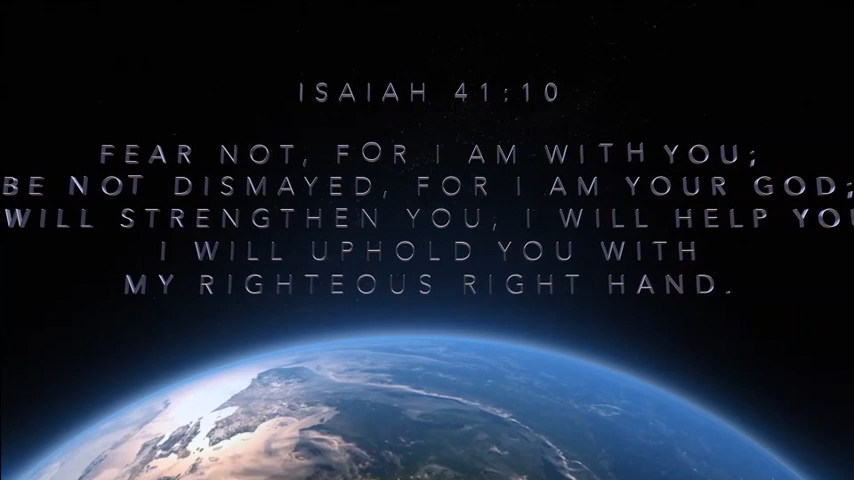 ISAIAH 41:10
FEAR NOT, FOR I AM WITH YOU;
BE NOT DISMAYED, FOR I AM YOUR GOD;
WILL STRENGTHEN YOU, I WILL HELP YOU
I WILL UPHOLD YOU WITH
MY RIGHTEOUS RIGHT HAND.